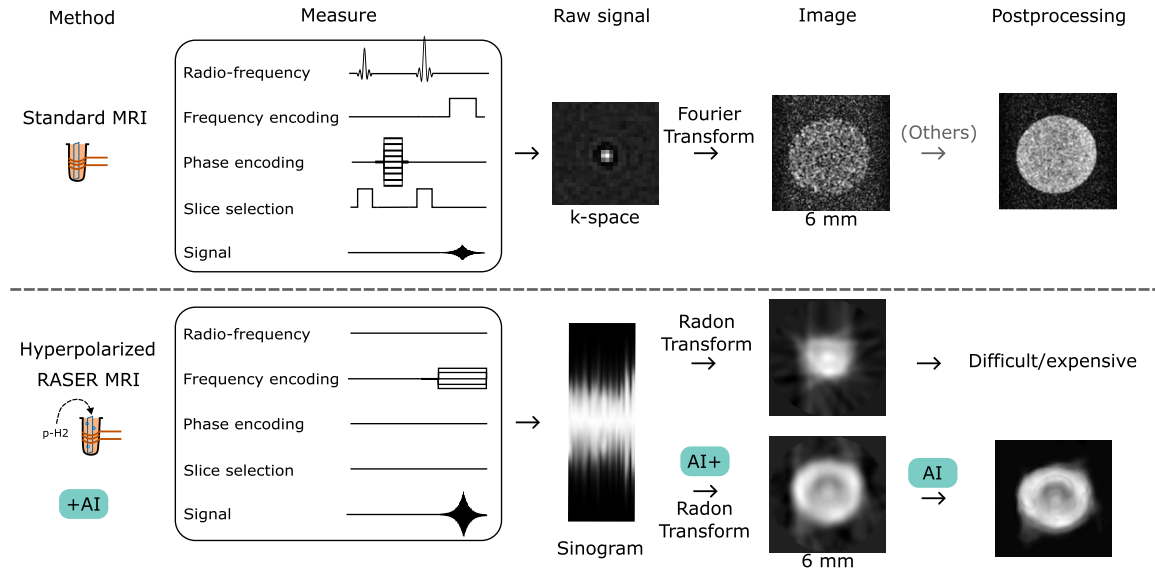 Method
Measure
Raw signal
Image
Postprocessing
Standard MRI
Radio-frequency
Frequency encoding
Phase encoding
Slice selection
Signal
k-space
Fourier
Transform
6 mm
(Others)
Hyperpolarized
RASER MRI
p-H2
+AI
Radio-frequency
Frequency encoding
Phase encoding
Slice selection
Signal
Sinogram
Radon
Transform
Difficult/expensive
AI+
Radon
Transform
6 mm
AI